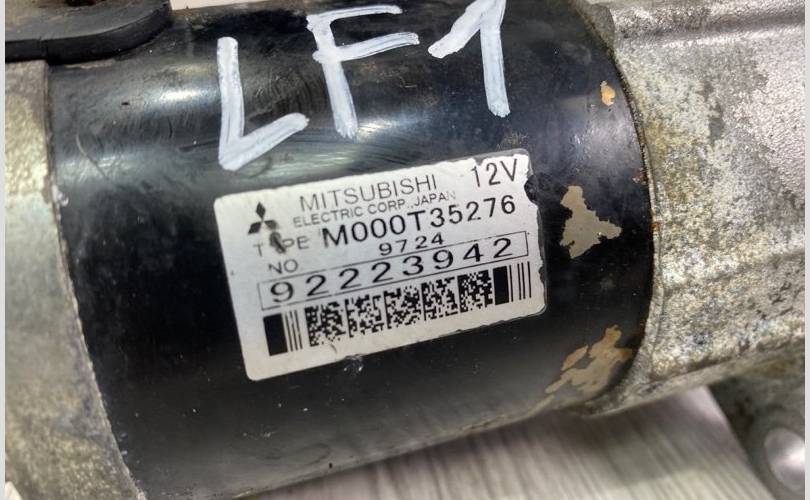 LF1
MITSUBISHI 12V
ELECTRIC CORP., JAPAN
TYPE M000T35276
NO 9724
92223942